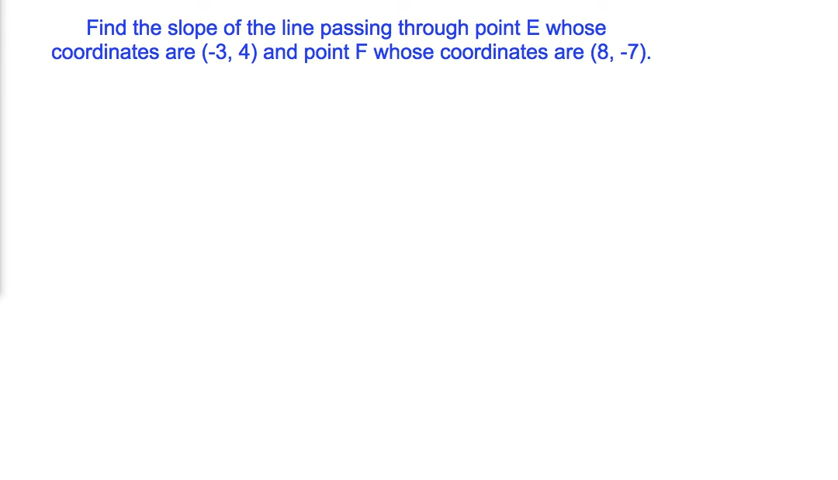 Find the slope of the line passing through point E whose
coordinates are (-3, 4) and point F whose coordinates are (8, -7).